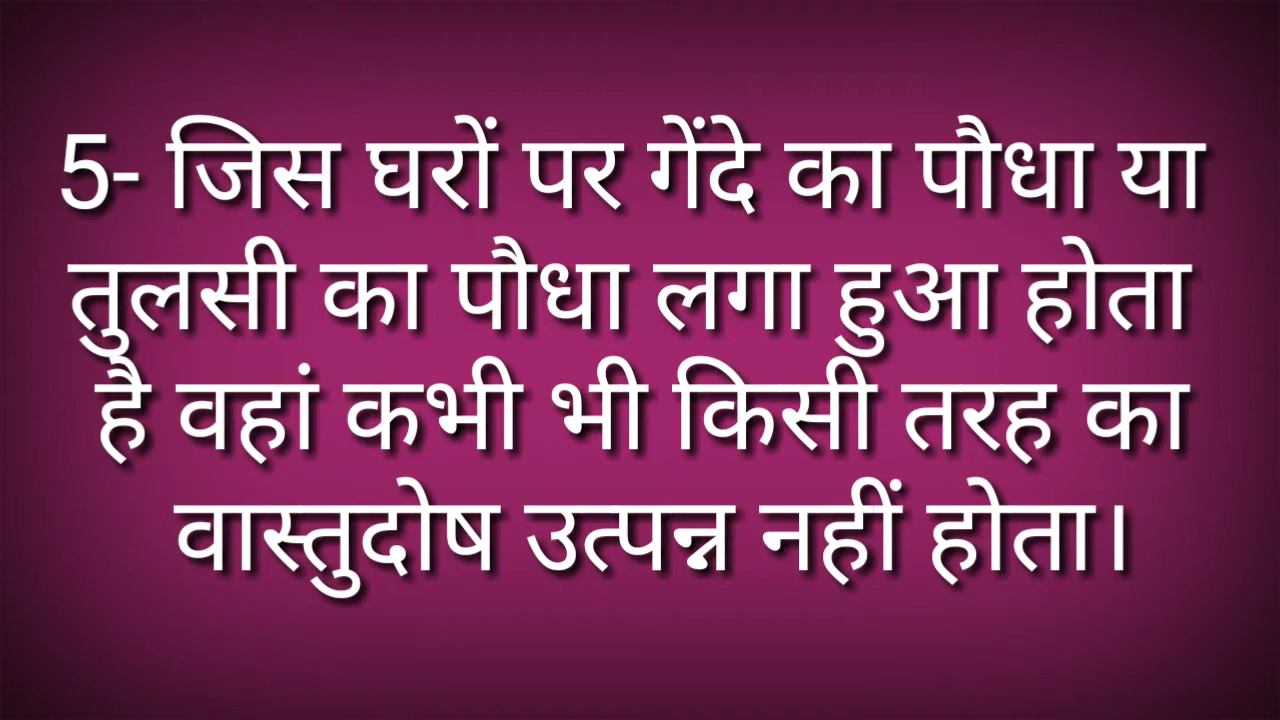 5- जिस घरों पर गेंदे का पौधा या
तुलसी का पौधा लगा हुआ होता
है वहां कभी भी किसी तरह का
वास्तुदोष उत्पन्न नहीं होता।